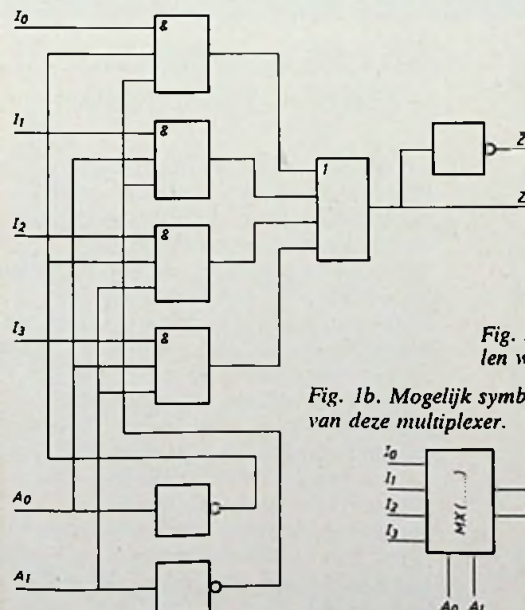 I0
&
I1
&
I2
&
I3
&
1
Z
Z
A0
A1
Fig.
len w
Fig. 1b. Mogelijk symb
van deze multiplexer.
I0
I1
I2
I3
MX(.....)
A0 A1